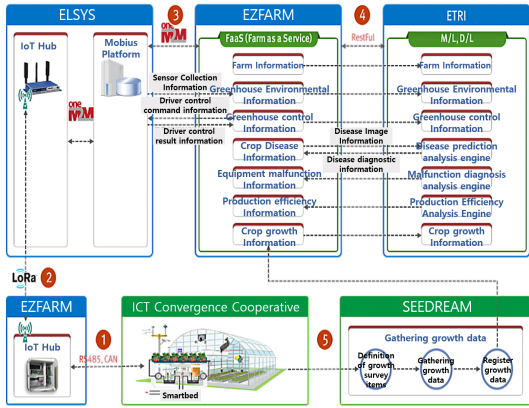 ELSYS
3
EZFARM
4
ETRI
one M2M
RestFul
IoT Hub
Mobius
Platform
FaaS (Farm as a Service)
M/L, D/L
Farm Information
Farm Information
Sensor Collection
Information
Greenhouse Environmental
Information
Greenhouse Environmental
Information
Driver control
command information
one M2M
Greenhouse control
Information
Greenhouse control
Information
Driver control
result information
Disease Image
Information
Crop Disease
Information
Disease prediction
analysis engine
Disease diagnostic
information
Equipment malfunction
Information
Malfunction diagnosis
analysis engine
Production efficiency
Information
Production Efficiency
Analysis Engine
Crop growth
Information
Crop growth
Information
LoRa
2
EZFARM
ICT Convergence Cooperative
SEEDREAM
IoT Hub
1
RS485, CAN
Smartbed
5
Gathering growth data
Definition
of growth
survey
items
Gathering
growth
data
Register
growth
data